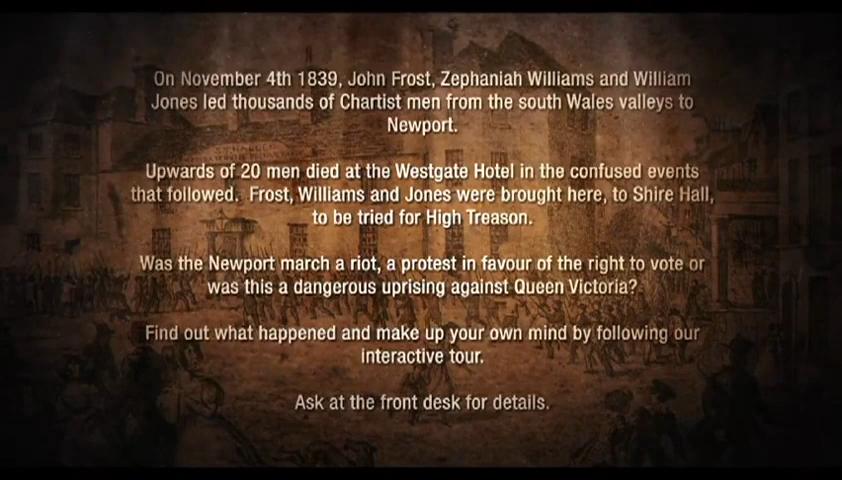 On November 4th 1839, John Frost, Zephaniah Williams and William
Jones led thousands of Chartist men from the south Wales valleys to
Newport.
Upwards of 20 men died at the Westgate Hotel in the confused events
that followed.  Frost, Williams and Jones were brought here, to Shire Hall,
to be tried for High Treason.
Was the Newport march a riot, a protest in favour of the right to vote or
was this a dangerous uprising against Queen Victoria?
Find out what happened and make up your own mind by following our
interactive tour.
Ask at the front desk for details.